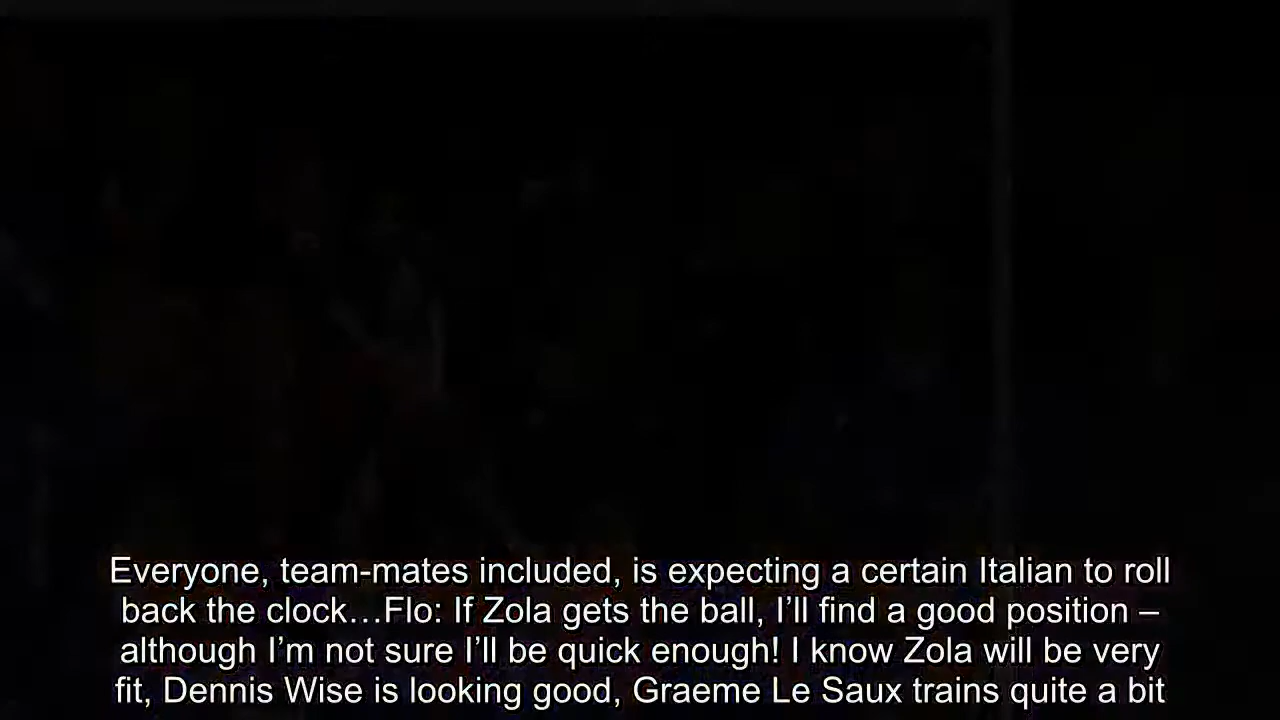 Everyone, team-mates included, is expecting a certain Italian to roll
back the clock…Flo: If Zola gets the ball, I’ll find a good position –
although I’m not sure I’ll be quick enough! I know Zola will be very
fit, Dennis Wise is looking good, Graeme Le Saux trains quite a bit